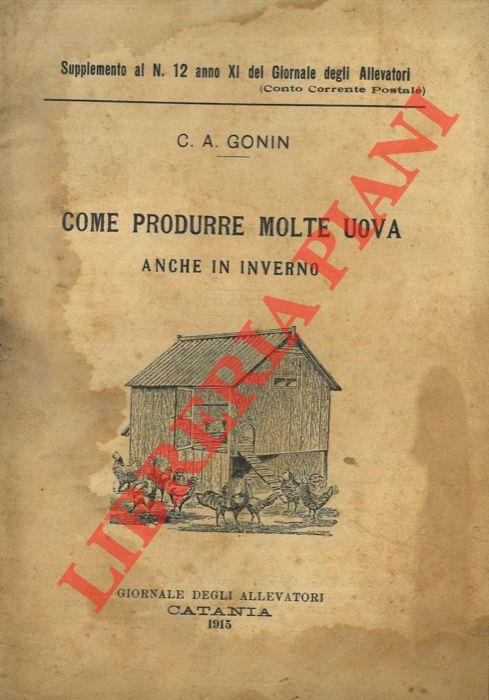 Supplemento al N. 12 anno XI del Giornale degli Allevatori
(Conto Corrente Postale)
C. A. GONIN
COME PRODURRE MOLTE UOVA
ANCHE IN INVERNO
GIORNALE DEGLI ALLEVATORI
CATANIA
1915
LIBRERIA PIANI